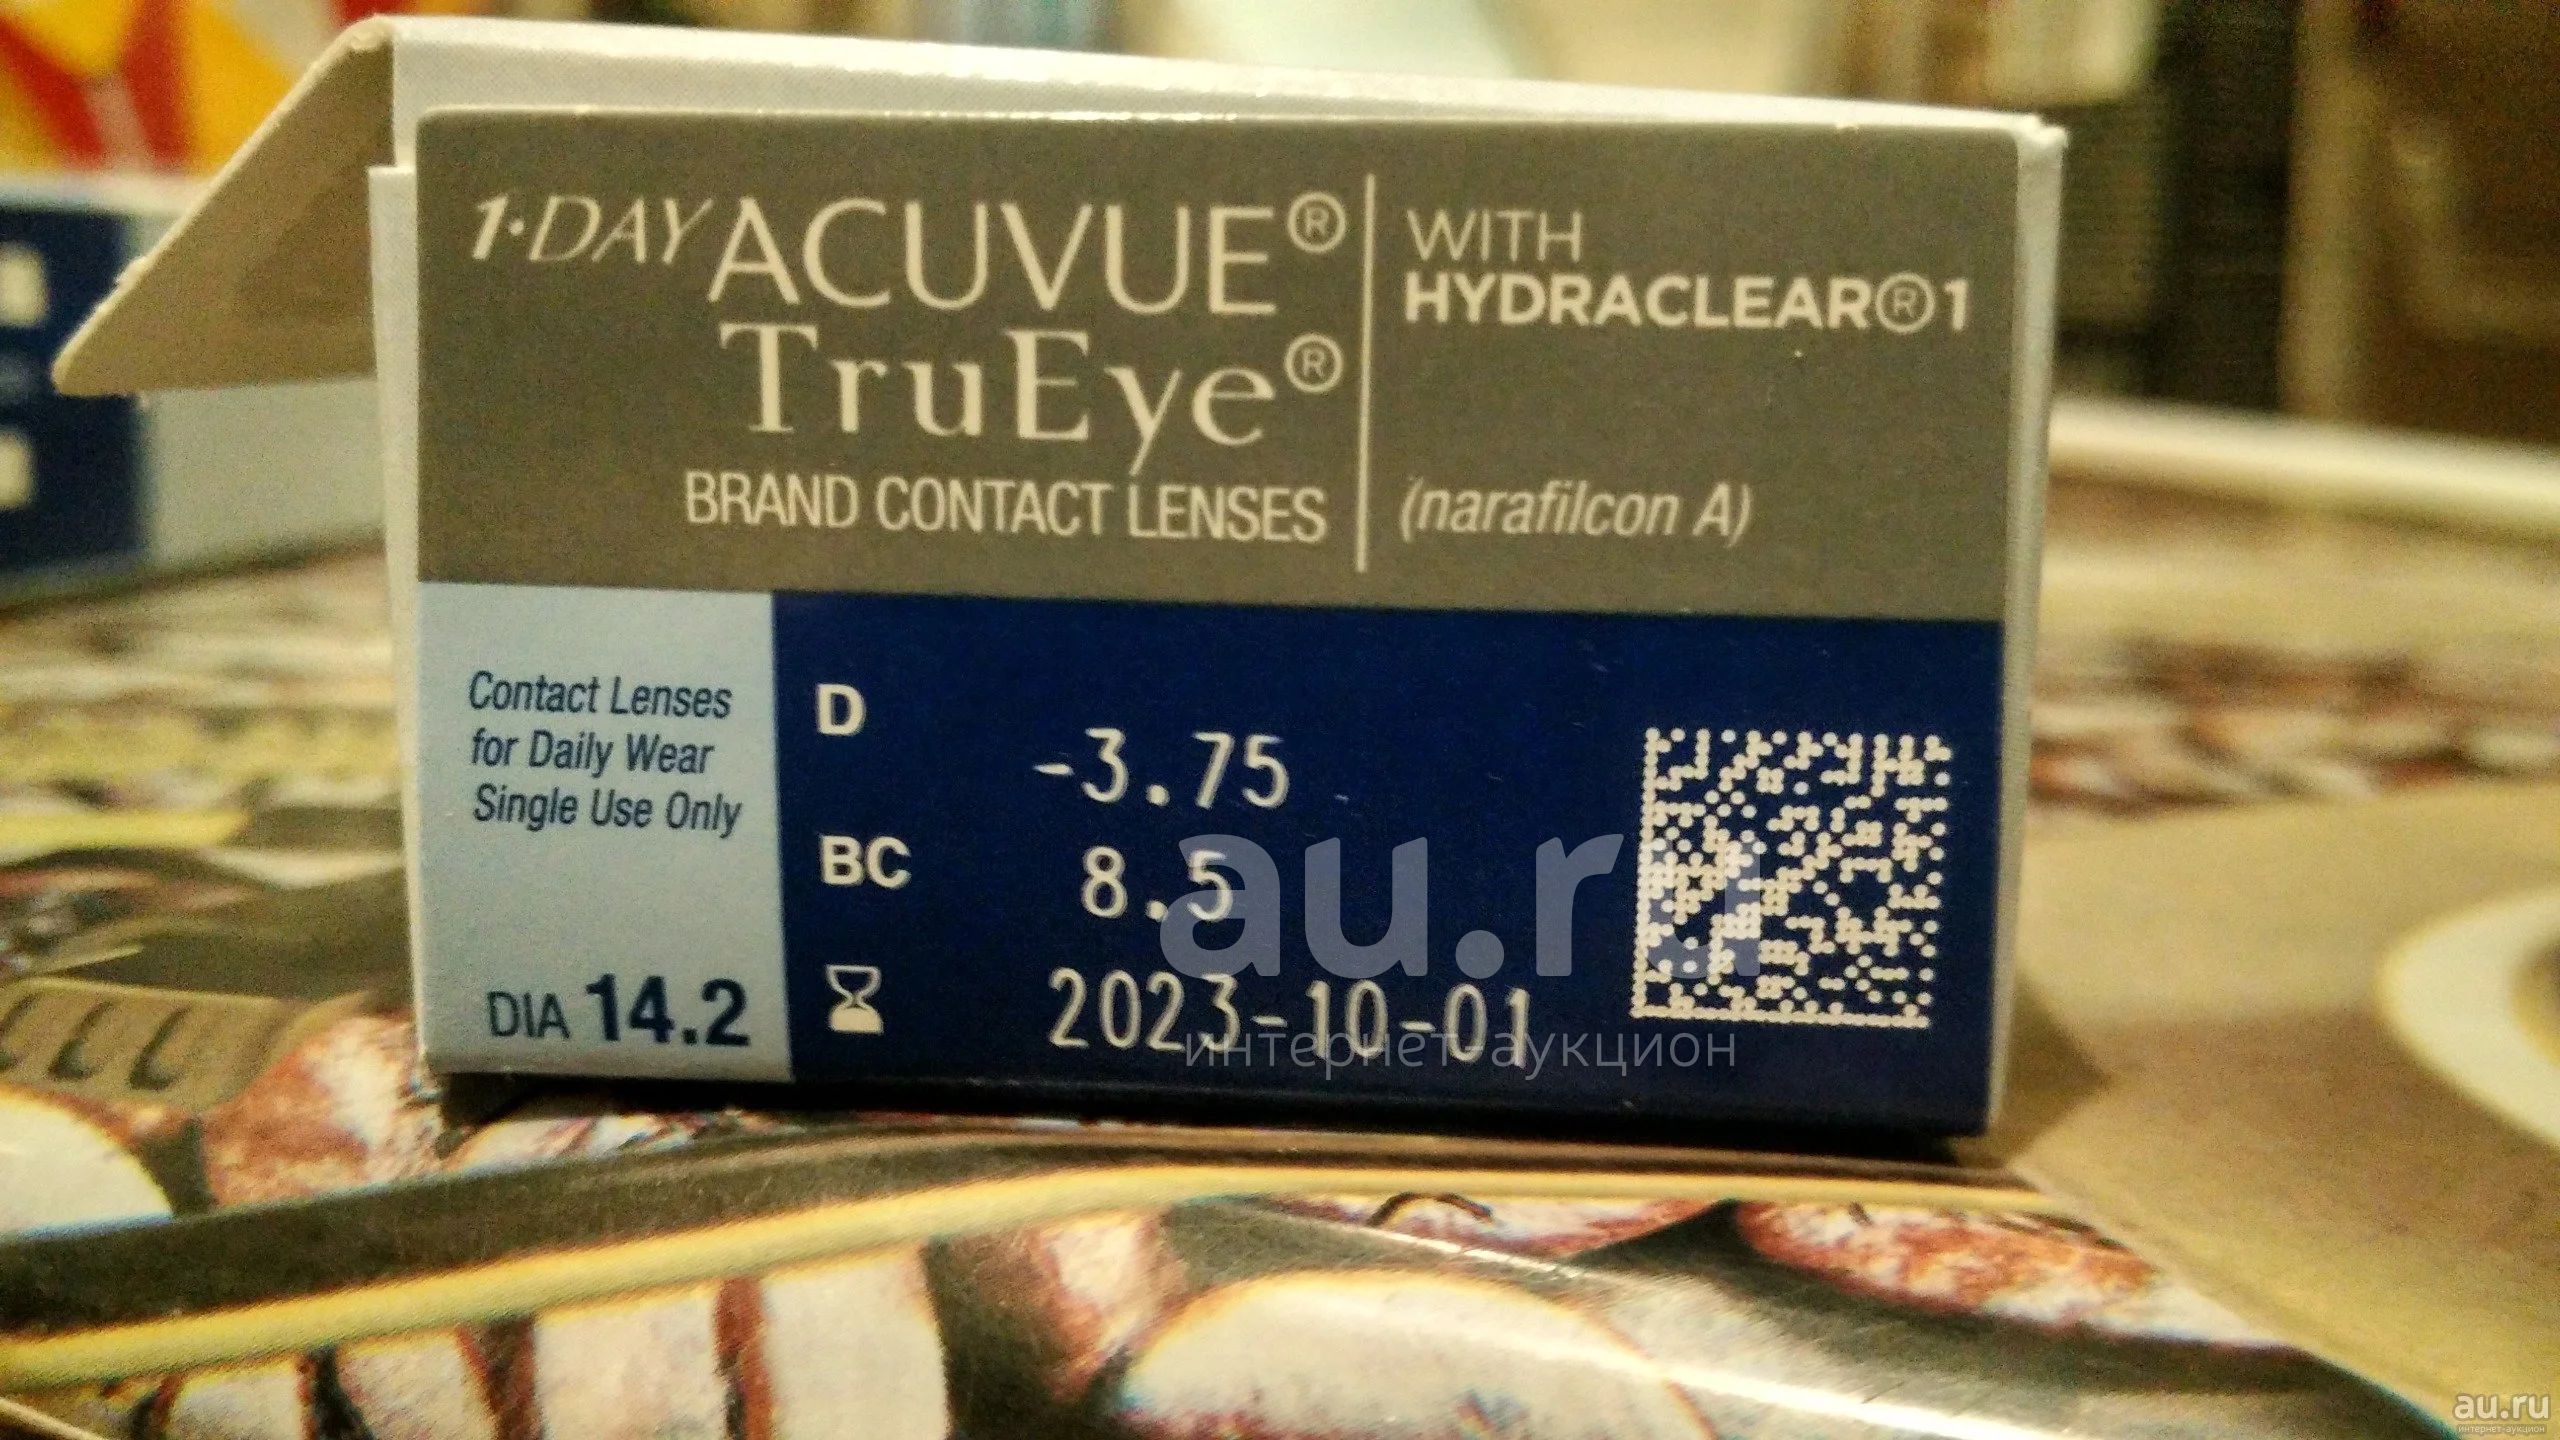 1·DAY ACUVUE®
TruEye®
BRAND CONTACT LENSES
WITH
HYDRACLEAR®1
(narafilcon A)
Contact Lenses
for Daily Wear
Single Use Only
DIA 14.2
D -3.75
BC 8.5
2023-10-01
au.ru
интернет-аукцион
au.ru
интернет-аукцион